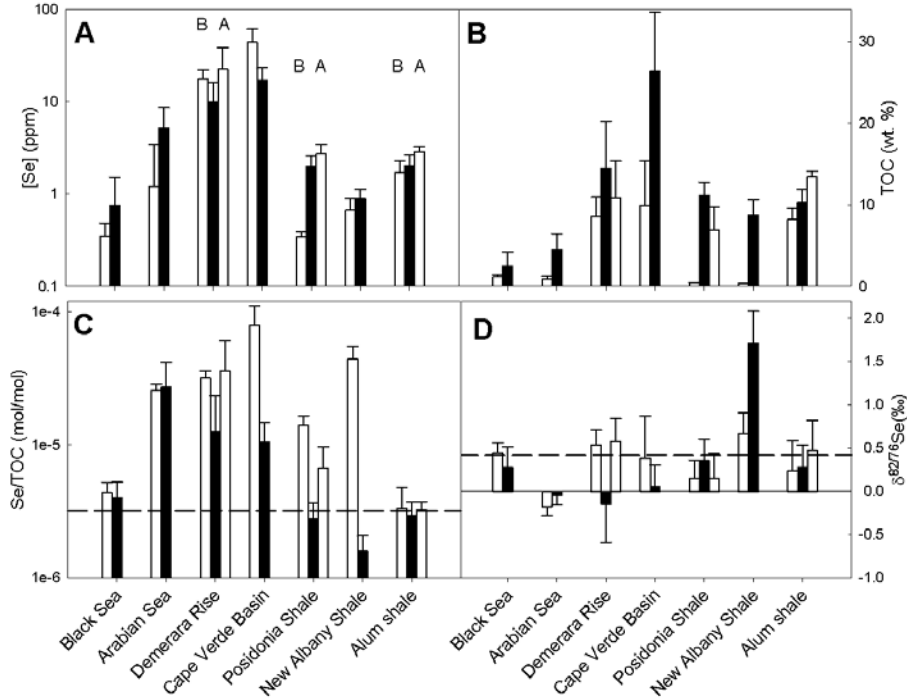 A
B
B A
B A
B A
100
10
1
0.1
[Se] (ppm)
30
20
10
0
TOC (wt. %)
C
D
1e-4
1e-5
1e-6
Se/TOC (mol/mol)
2.0
1.5
1.0
0.5
0.0
-0.5
-1.0
δ82/76Se(‰)
Black Sea
Arabian Sea
Demerara Rise
Cape Verde Basin
Posidonia Shale
New Albany Shale
Alum shale
Black Sea
Arabian Sea
Demerara Rise
Cape Verde Basin
Posidonia Shale
New Albany Shale
Alum shale